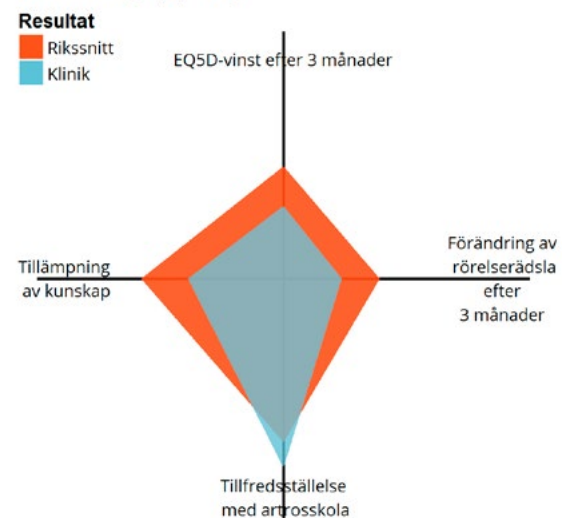 Resultat
Rikssnitt
Klinik
EQ5D-vinst efter 3 månader
Tillämpning
av kunskap
Förändring av
rörelserädsla
efter
3 månader
Tillfredsställelse
med artrosskola